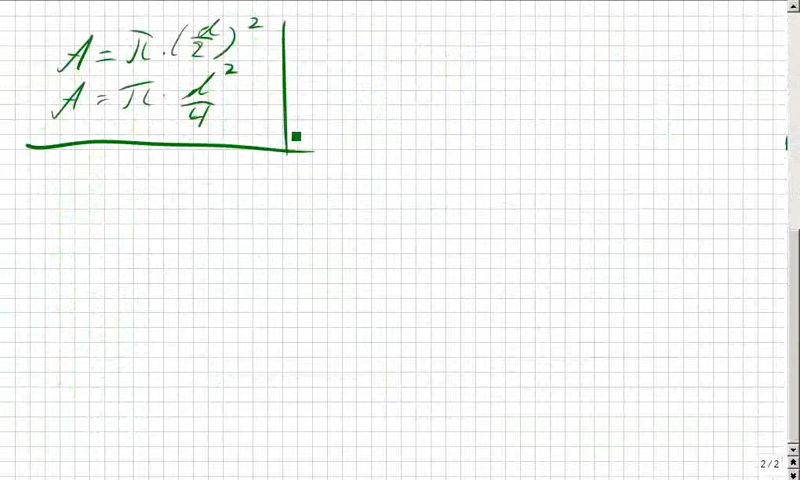 A = π · (d/2)²
A = π · d²/4
2 / 2